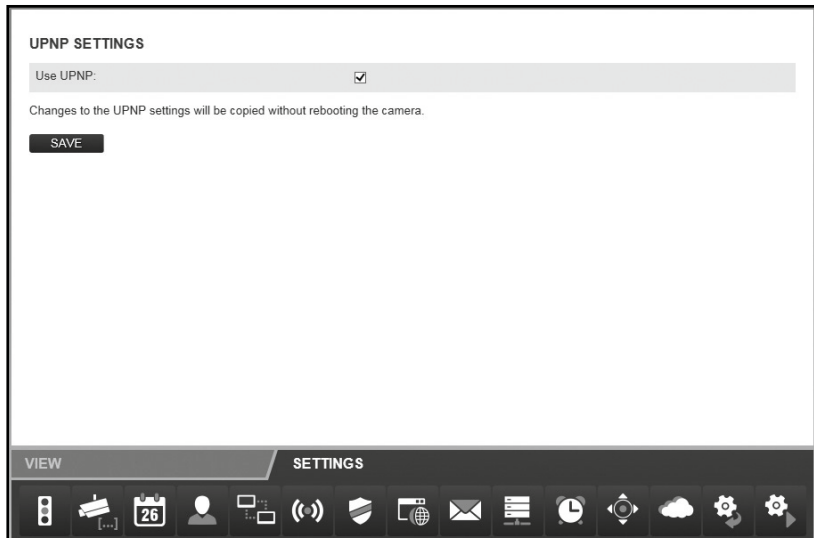 UPNP SETTINGS
Use UPNP:
Changes to the UPNP settings will be copied without rebooting the camera.
SAVE
VIEW
SETTINGS
[...]
26